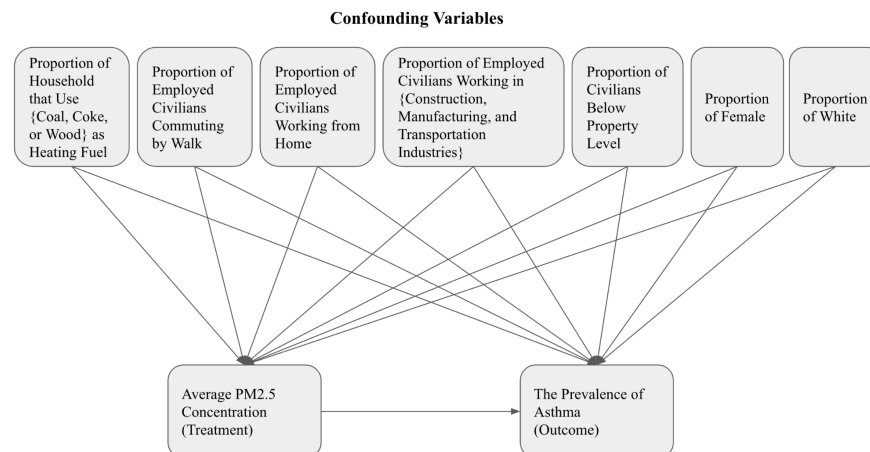 Confounding Variables
Proportion of
Household
that Use
{Coal, Coke,
or Wood} as
Heating Fuel
Proportion of
Employed
Civilians
Commuting
by Walk
Proportion of
Employed
Civilians
Working from
Home
Proportion of Employed
Civilians Working in
{Construction,
Manufacturing, and
Transportation
Industries}
Proportion of
Civilians
Below
Property
Level
Proportion
of Female
Proportion
of White
Average PM2.5
Concentration
(Treatment)
The Prevalence of
Asthma
(Outcome)